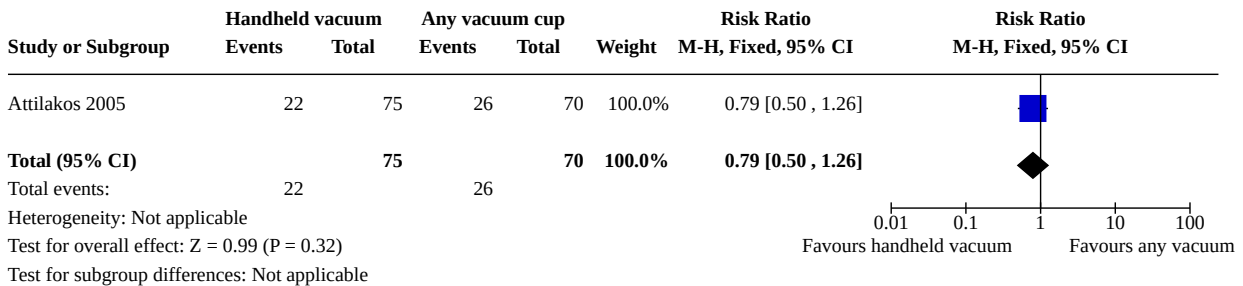 Handheld vacuum Any vacuum cup Risk Ratio Risk Ratio
Study or Subgroup Events Total Events Total Weight M-H, Fixed, 95% CI M-H, Fixed, 95% CI
Attilakos 2005 22 75 26 70 100.0% 0.79 [0.50 , 1.26]
Total (95% CI) 75 70 100.0% 0.79 [0.50 , 1.26]
Total events: 22 26
Heterogeneity: Not applicable 0.01 0.1 1 10 100
Test for overall effect: Z = 0.99 (P = 0.32) Favours handheld vacuum Favours any vacuum
Test for subgroup differences: Not applicable